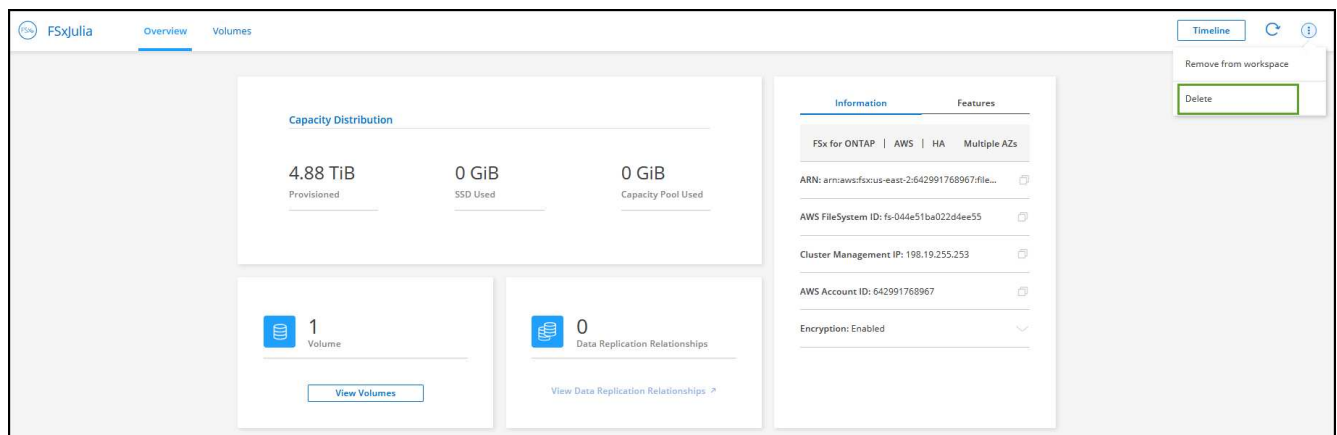 FSx FSxJulia Overview Volumes Timeline
Remove from workspace
Delete
Capacity Distribution
4.88 TiB 0 GiB 0 GiB
Provisioned SSD Used Capacity Pool Used
1
Volume
View Volumes
0
Data Replication Relationships
View Data Replication Relationships
Information Features
FSx for ONTAP | AWS | HA Multiple AZs
ARN: arn:aws:fsx:us-east-2:642991768967:file...
AWS FileSystem ID: fs-044e51ba022d4ee55
Cluster Management IP: 198.19.255.253
AWS Account ID: 642991768967
Encryption: Enabled